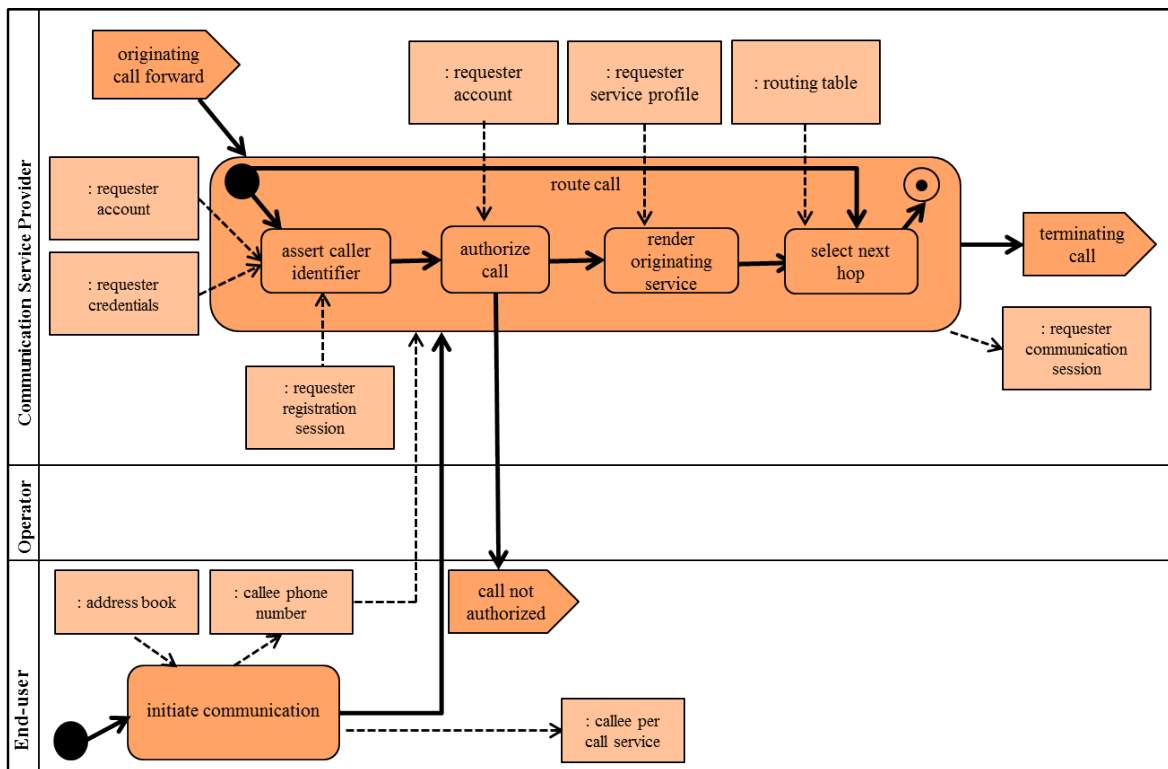 Communication Service Provider
originating
call forward
: requester
account
: requester
service profile
: routing table
: requester
account
: requester
credentials
route call
assert caller
identifier
authorize
call
render
originating
service
select next
hop
terminating
call
: requester
registration
session
: requester
communication
session
Operator
End-user
: address book
: callee phone
number
call not
authorized
initiate communication
: callee per
call service